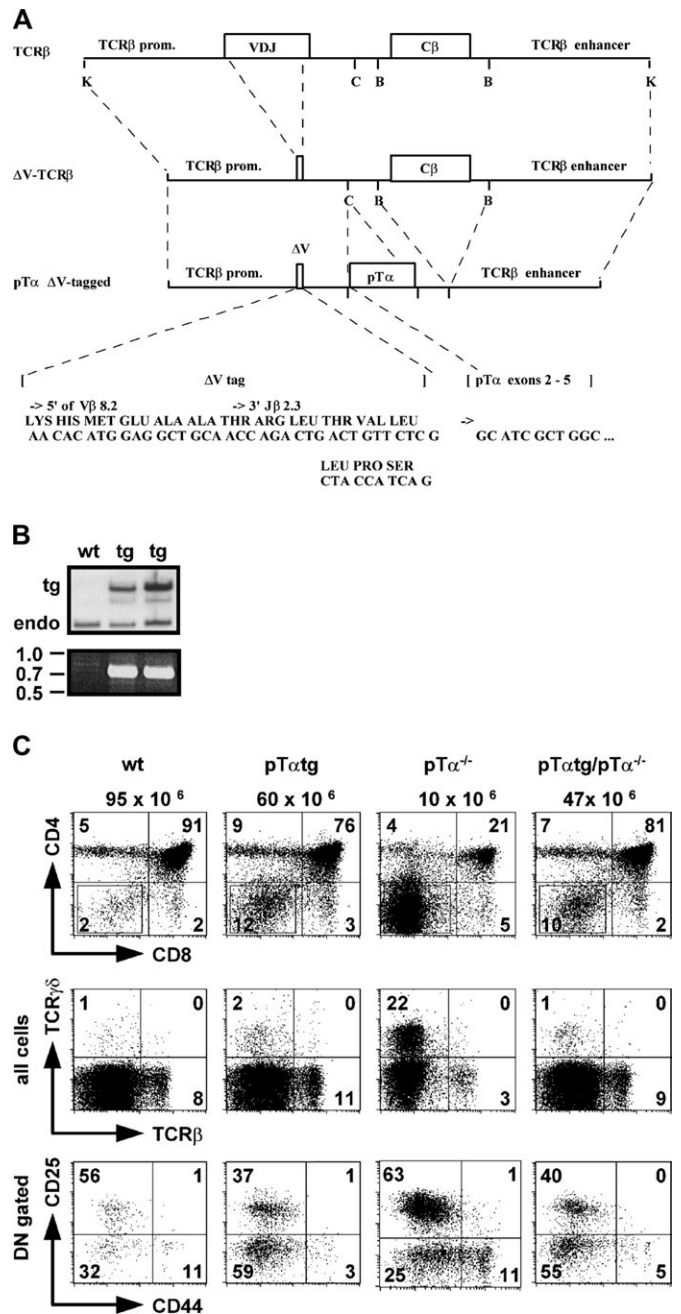 A
TCRβ
TCRβ prom. VDJ Cβ TCRβ enhancer
K C B B K
ΔV-TCRβ
TCRβ prom. Cβ TCRβ enhancer
C B B
ΔV
pTα ΔV-tagged
TCRβ prom. pTα TCRβ enhancer
[ ΔV tag ] [ pTα exons 2 - 5 ]
-> 5' of Vβ 8.2 -> 3' Jβ 2.3
LYS HIS MET GLU ALA ALA THR ARG LEU THR VAL LEU ->
AA CAC ATG GAG GCT GCA ACC AGA CTG ACT GTT CTC G GC ATC GCT GGC ...
LEU PRO SER
CTA CCA TCA G
B
wt tg tg
tg
endo
1.0
0.7
0.5
C
wt pTαtg pTα-/- pTαtg/pTα-/-
95 x 10 6 60 x 10 6 10 x 10 6 47x 10 6
CD4
5 91 9 76 4 21 7 81
2 2 12 3 5 10 2
CD8
all cells
TCRγδ
1 0 2 0 22 0 1 0
8 11 3 9
TCRβ
DN gated
CD25
56 37 1 63 1 40 0
32 11 59 3 25 11 55 5
CD44